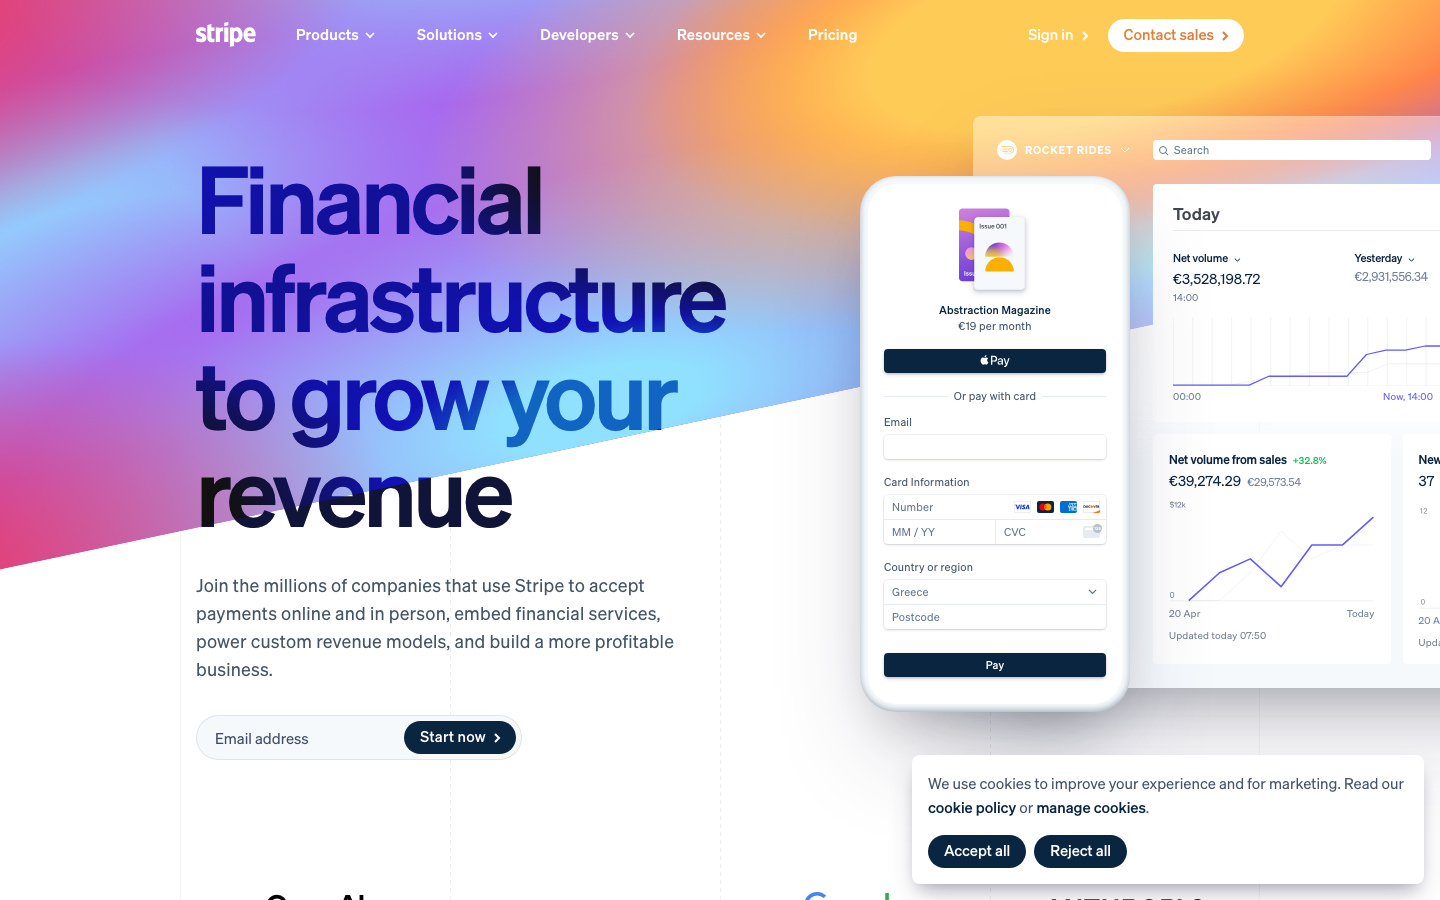 stripe
Products
Solutions
Developers
Resources
Pricing
Sign in
Contact sales
Financial
infrastructure
to grow your
revenue
Join the millions of companies that use Stripe to accept
payments online and in person, embed financial services,
power custom revenue models, and build a more profitable
business.
Email address
Start now
ROCKET RIDES
Search
Issue 001
Abstraction Magazine
€19 per month
Pay
Or pay with card
Email
Card Information
Number
VISA
DISCOVER
MM / YY
CVC
Country or region
Greece
Postcode
Pay
Today
Net volume
€3,528,198.72
14:00
Yesterday
€2,931,556.34
00:00
Now, 14:00
Net volume from sales +32.8%
€39,274.29 €29,573.54
$12k
0
20 Apr
Today
Updated today 07:50
New
37
12
0
20 A
Upda
We use cookies to improve your experience and for marketing. Read our
cookie policy or manage cookies.
Accept all
Reject all